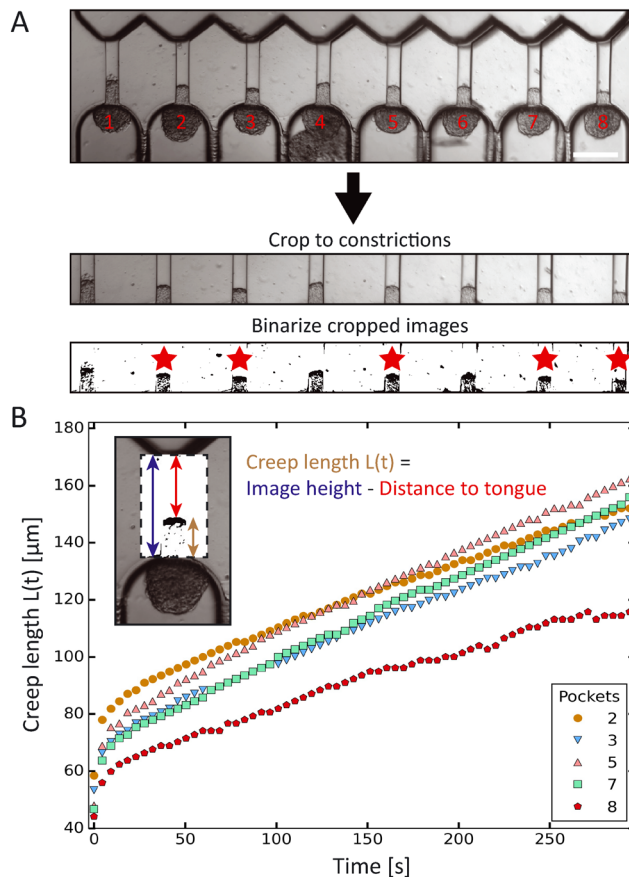 A
1 2 3 4 5 6 7 8
Crop to constrictions
Binarize cropped images
B
Creep length L(t) =
Image height - Distance to tongue
Creep length L(t) [μm]
180
160
140
120
100
80
60
40
0 50 100 150 200 250
Time [s]
Pockets
2
3
5
7
8